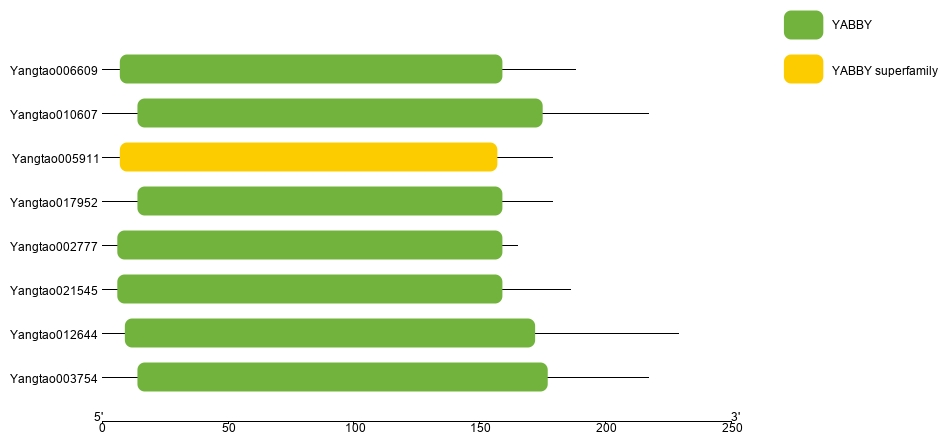 YABBY
YABBY superfamily
Yangtao006609
Yangtao010607
Yangtao005911
Yangtao017952
Yangtao002777
Yangtao021545
Yangtao012644
Yangtao003754
5' 3'
0 50 100 150 200 250